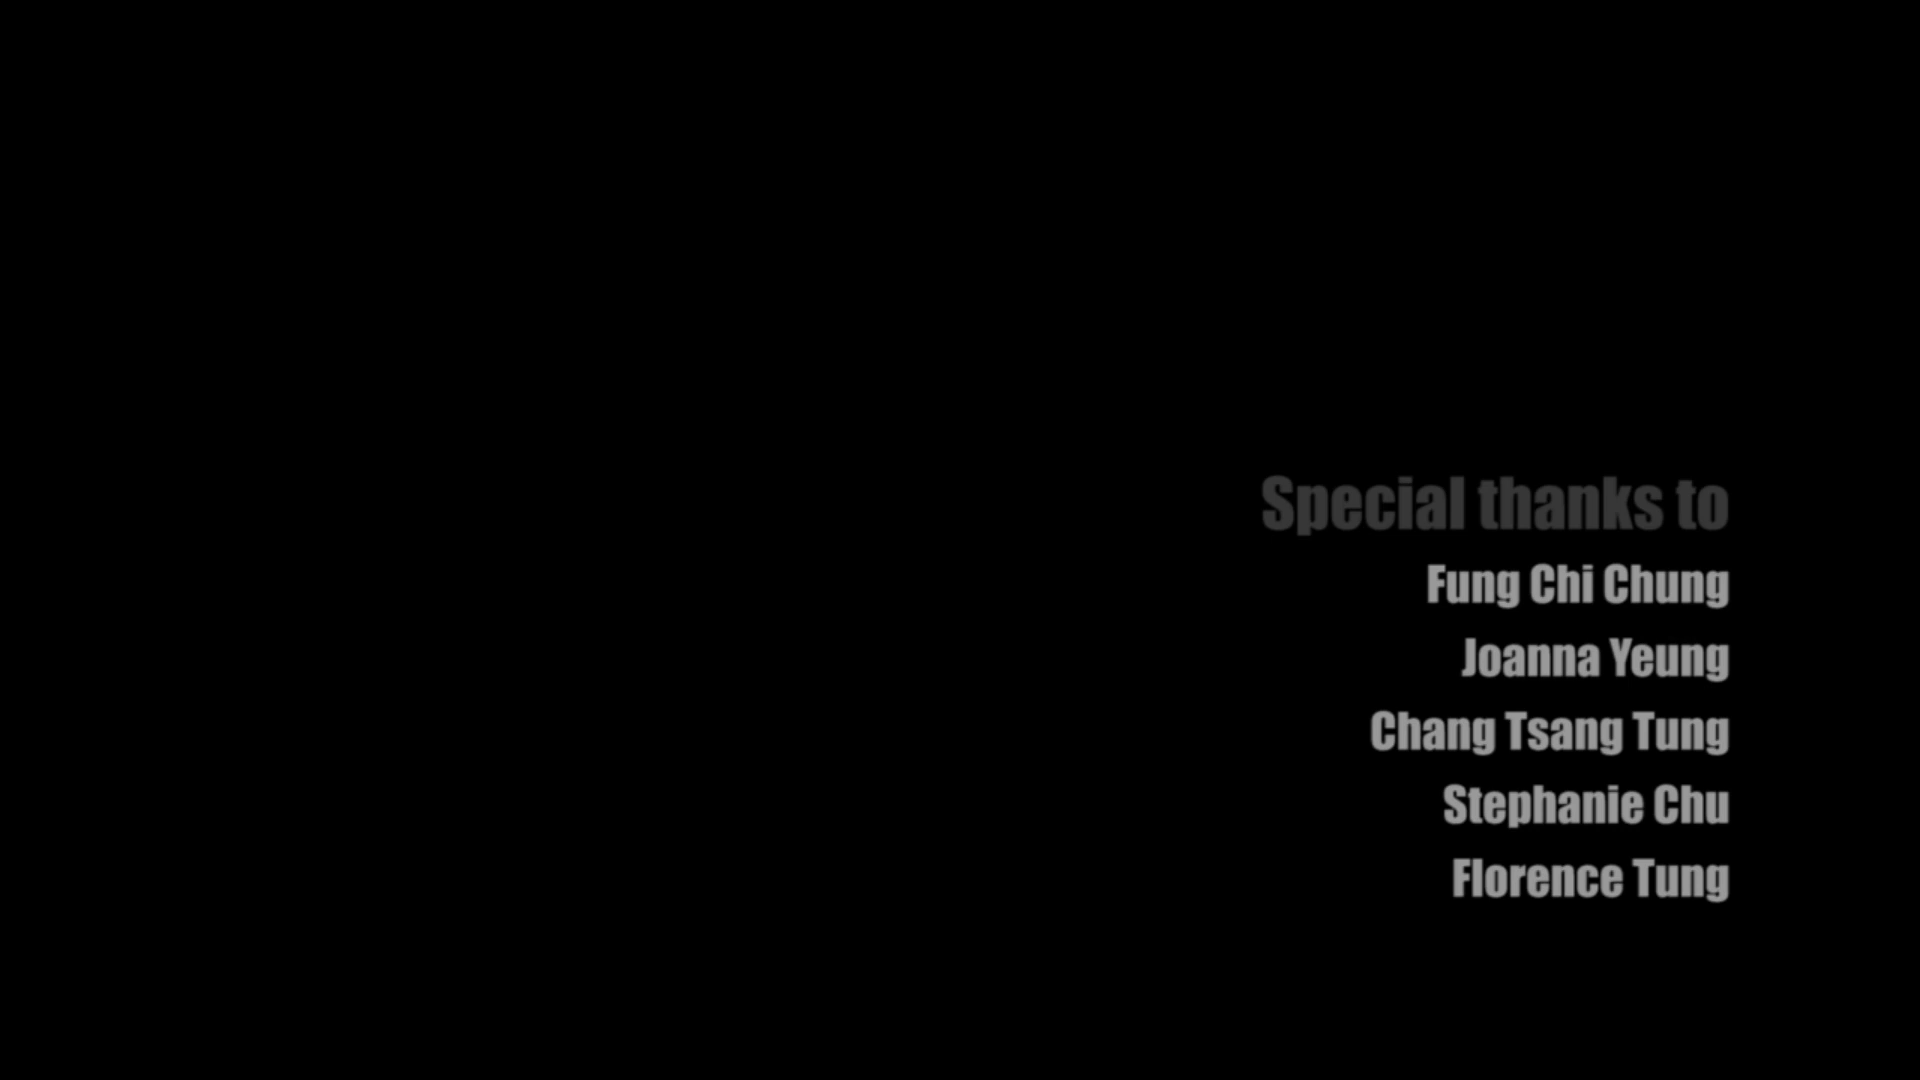 Special thanks to
Fung Chi Chung
Joanna Yeung
Chang Tsang Tung
Stephanie Chu
Florence Tung